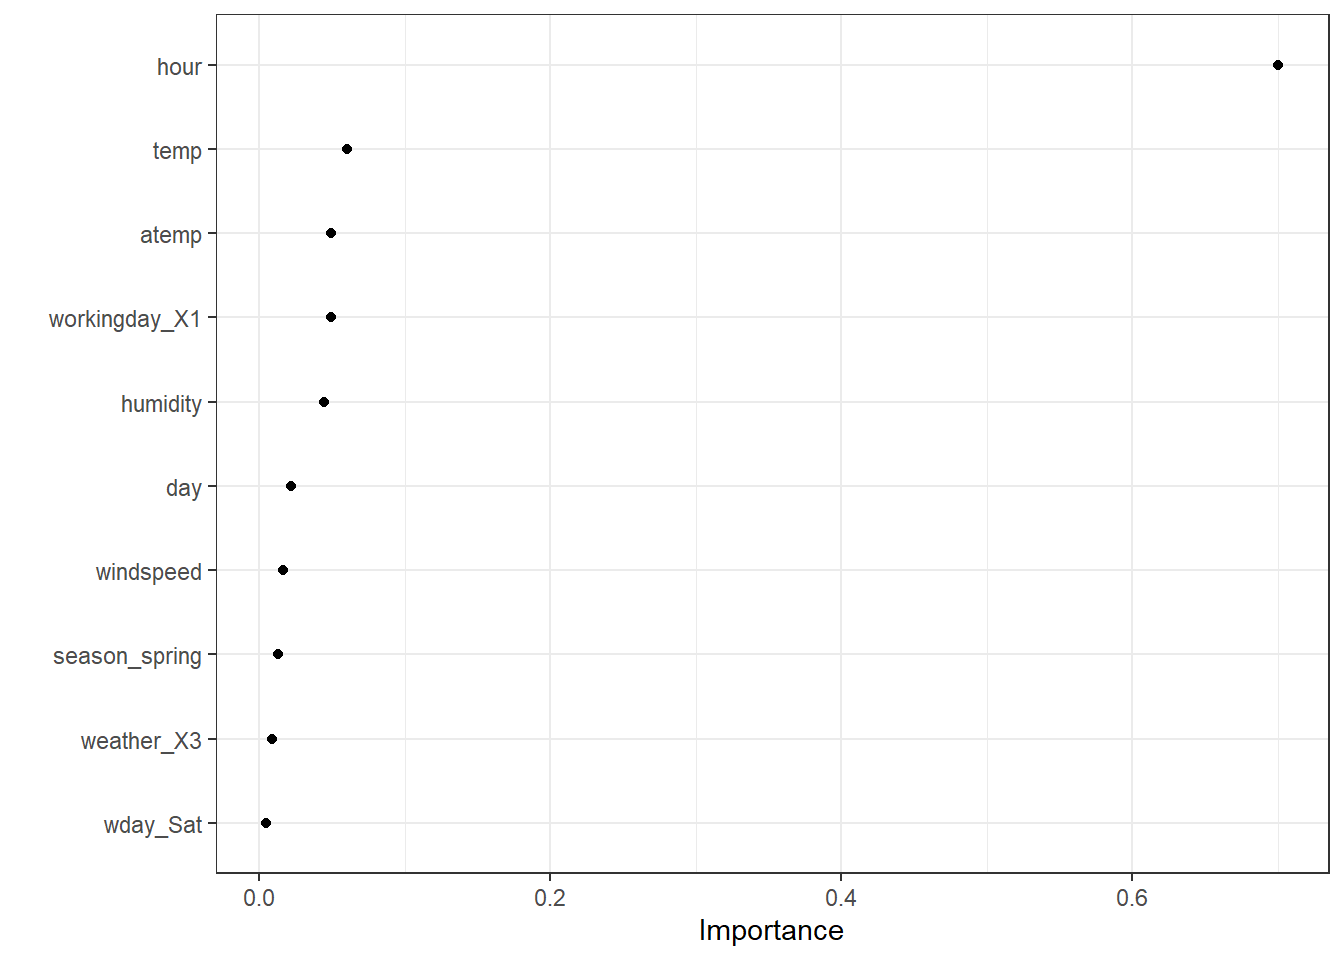 hour
temp
atemp
workingday_X1
humidity
day
windspeed
season_spring
weather_X3
wday_Sat
0.0 0.2 0.4 0.6
Importance